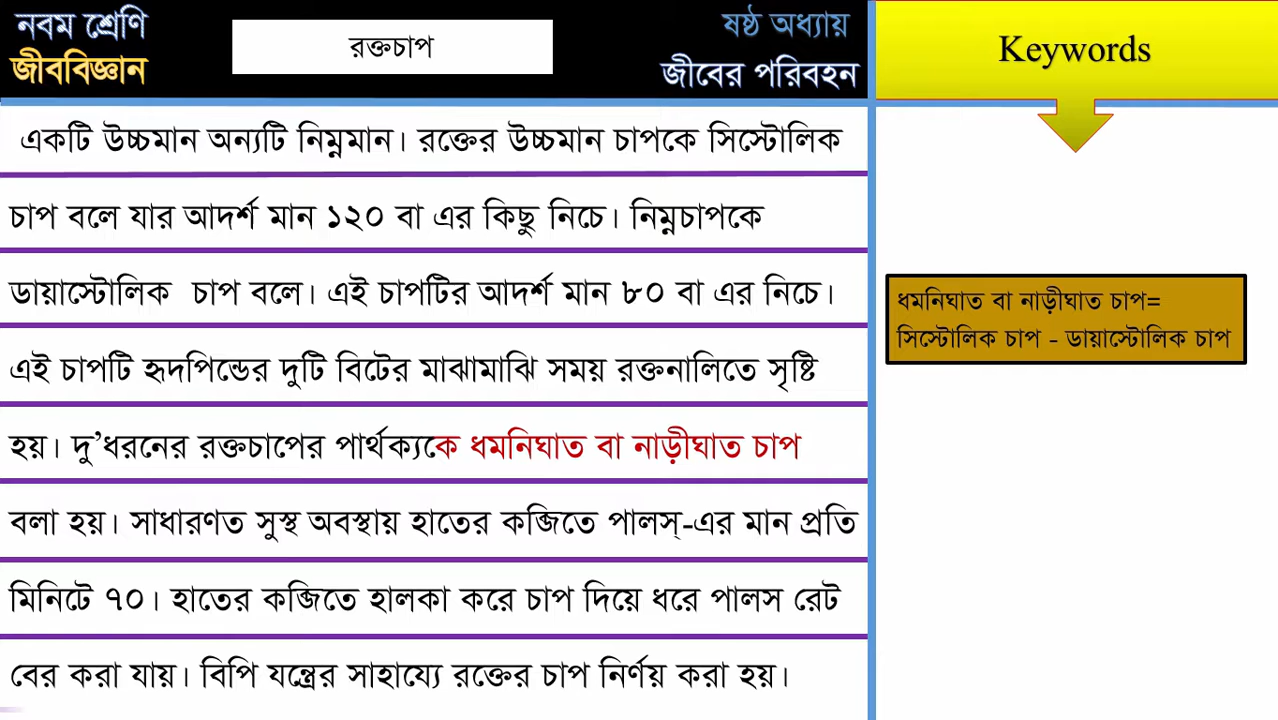 নবম শ্রেণি
জীববিজ্ঞান
রক্তচাপ
ষষ্ঠ অধ্যায়
জীবের পরিবহন
একটি উচ্চমান অন্যটি নিম্নমান। রক্তের উচ্চমান চাপকে সিস্টোলিক
চাপ বলে যার আদর্শ মান ১২০ বা এর কিছু নিচে। নিম্নচাপকে
ডায়াস্টোলিক চাপ বলে। এই চাপটির আদর্শ মান ৮০ বা এর নিচে।
এই চাপটি হৃদপিন্ডের দুটি বিটের মাঝামাঝি সময় রক্তনালিতে সৃষ্টি
হয়। দু’ধরনের রক্তচাপের পার্থক্যকে ধমনিঘাত বা নাড়ীঘাত চাপ
বলা হয়। সাধারণত সুস্থ অবস্থায় হাতের কব্জিতে পালস্-এর মান প্রতি
মিনিটে ৭০। হাতের কব্জিতে হালকা করে চাপ দিয়ে ধরে পালস রেট
বের করা যায়। বিপি যন্ত্রের সাহায্যে রক্তের চাপ নির্ণয় করা হয়।
Keywords
ধমনিঘাত বা নাড়ীঘাত চাপ=
সিস্টোলিক চাপ - ডায়াস্টোলিক চাপ